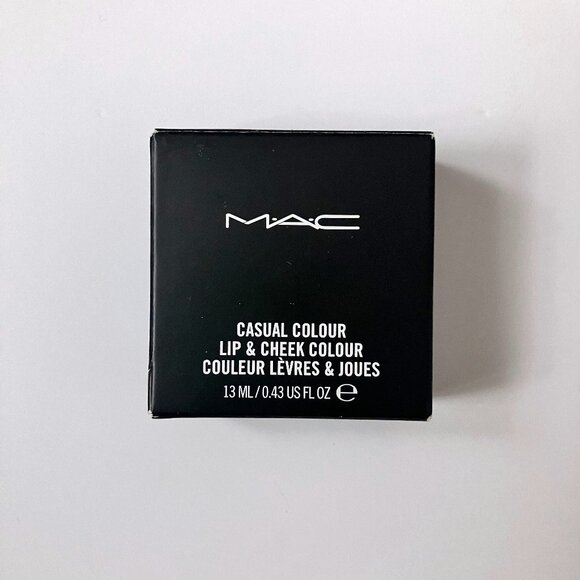 M·A·C
CASUAL COLOUR
LIP & CHEEK COLOUR
COULEUR LÈVRES & JOUES
13 ML / 0.43 US FL OZ ℮